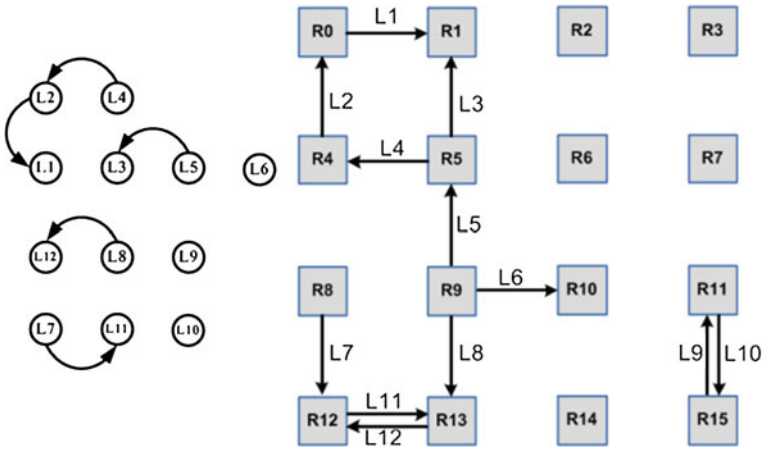 L1
R0 R1 R2 R3
L2 L4
L2 L3
L1 L3 L5 L6
R4 L4 R5 R6 R7
L5
L12 L8 L9
R8 R9 L6 R10 R11
L7 L11 L10
L7 L8 L9 L10
L11
R12 R13 R14 R15
L12